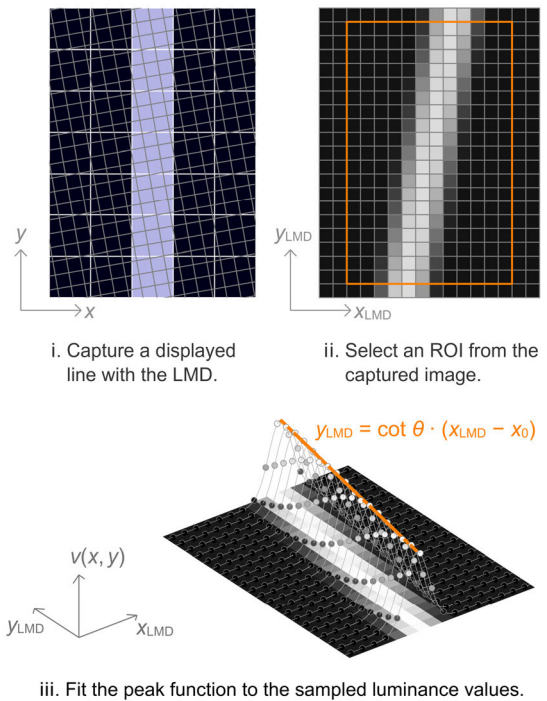 y
x
i. Capture a displayed
line with the LMD.
yLMD
xLMD
ii. Select an ROI from the
captured image.
yLMD = cot θ · (xLMD − x0)
v(x, y)
yLMD
xLMD
iii. Fit the peak function to the sampled luminance values.